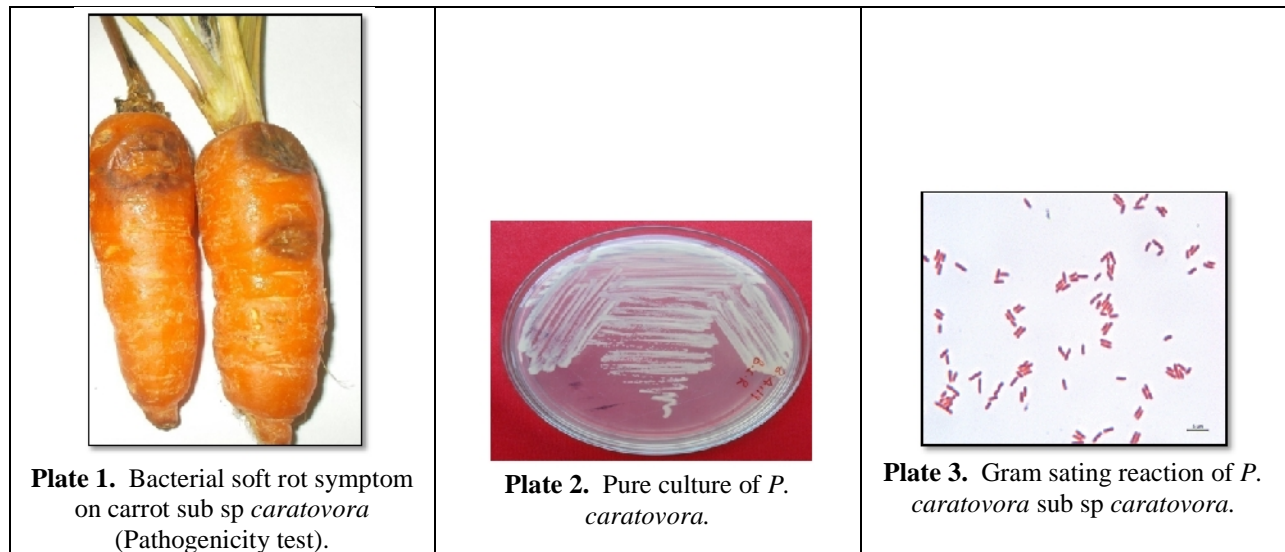 Plate 1. Bacterial soft rot symptom
on carrot sub sp caratovora
(Pathogenicity test).
Plate 2. Pure culture of P.
caratovora.
Plate 3. Gram sating reaction of P.
caratovora sub sp caratovora.